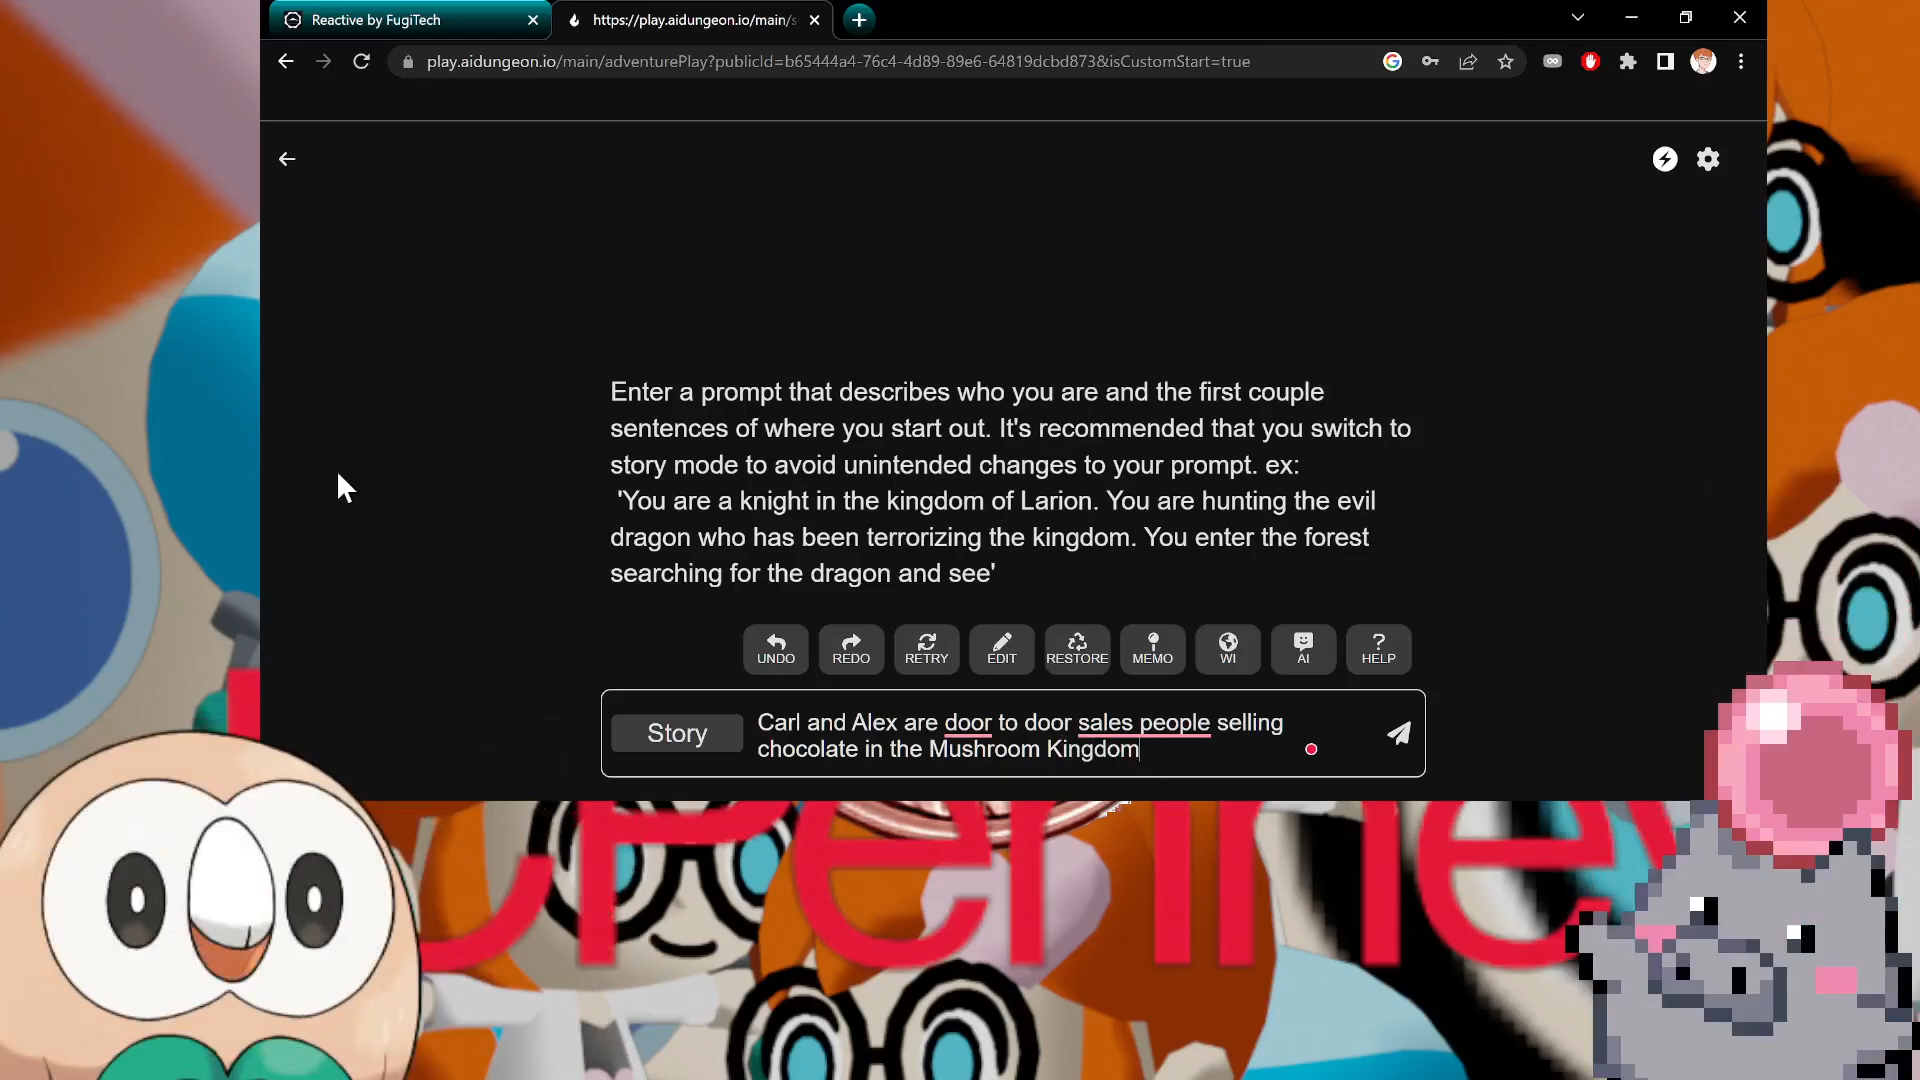 Reactive by FugiTech
https://play.aidungeon.io/main/s
play.aidungeon.io/main/adventurePlay?publicId=b65444a4-76c4-4d89-89e6-64819dcbd873&isCustomStart=true
Enter a prompt that describes who you are and the first couple
sentences of where you start out. It's recommended that you switch to
story mode to avoid unintended changes to your prompt. ex:
'You are a knight in the kingdom of Larion. You are hunting the evil
dragon who has been terrorizing the kingdom. You enter the forest
searching for the dragon and see'
UNDO
REDO
RETRY
EDIT
RESTORE
MEMO
WI
AI
? HELP
Story
Carl and Alex are door to door sales people selling
chocolate in the Mushroom Kingdom